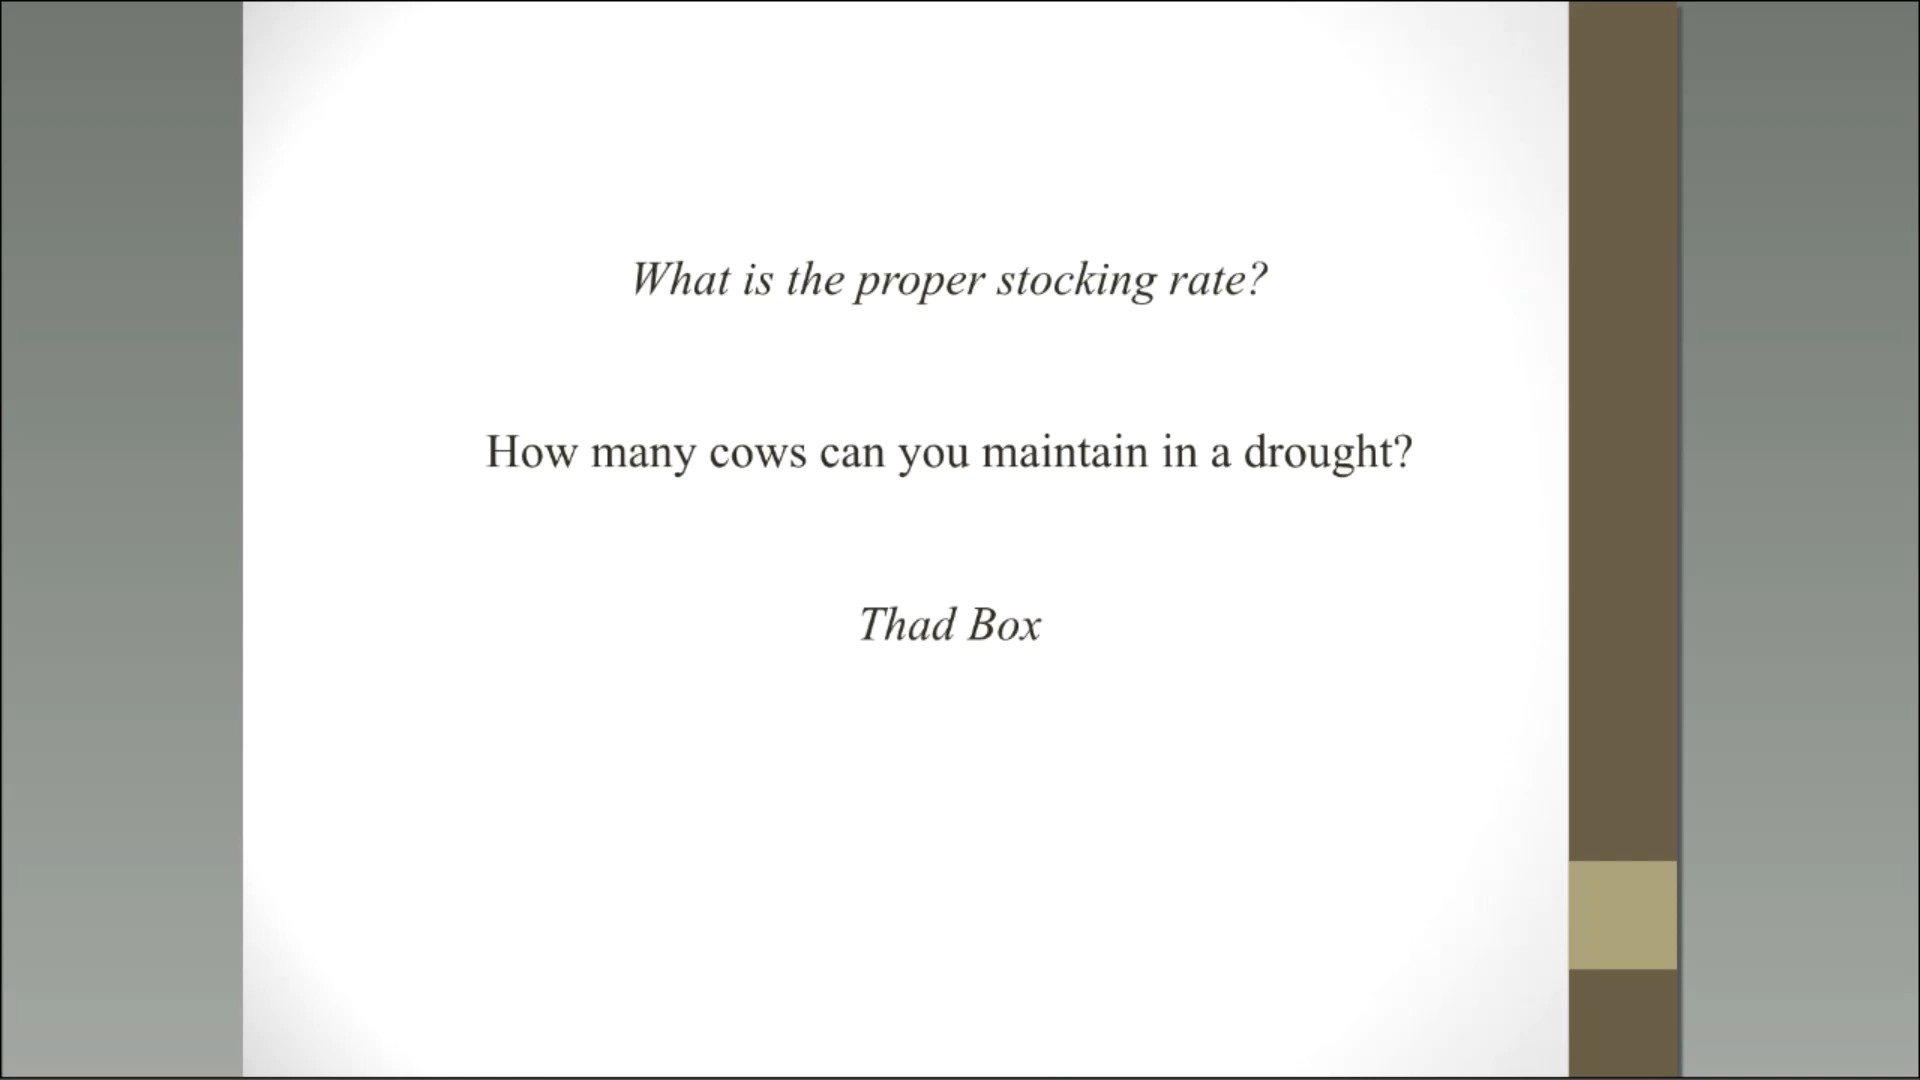 What is the proper stocking rate?
How many cows can you maintain in a drought?
Thad Box